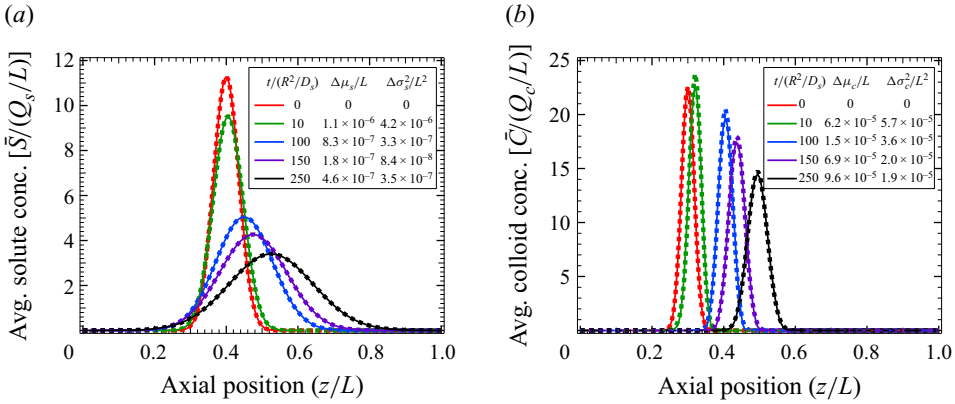 (a)
Avg. solute conc. [S̄/(Q_s/L)]
12
10
8
6
4
2
0
0.2
0.4
0.6
0.8
1.0
Axial position (z/L)
t/(R²/D_s) Δμ_s/L Δσ_s²/L²
0 0 0
10 1.1 × 10⁻⁶ 4.2 × 10⁻⁶
100 8.3 × 10⁻⁷ 3.3 × 10⁻⁷
150 1.8 × 10⁻⁷ 8.4 × 10⁻⁸
250 4.6 × 10⁻⁷ 3.5 × 10⁻⁷
(b)
Avg. colloid conc. [C̄/(Q_c/L)]
25
20
15
10
5
0
0.2
0.4
0.6
0.8
1.0
Axial position (z/L)
t/(R²/D_s) Δμ_c/L Δσ_c²/L²
0 0 0
10 6.2 × 10⁻⁵ 5.7 × 10⁻⁵
100 1.5 × 10⁻⁵ 3.6 × 10⁻⁵
150 6.9 × 10⁻⁵ 2.0 × 10⁻⁵
250 9.6 × 10⁻⁵ 1.9 × 10⁻⁵